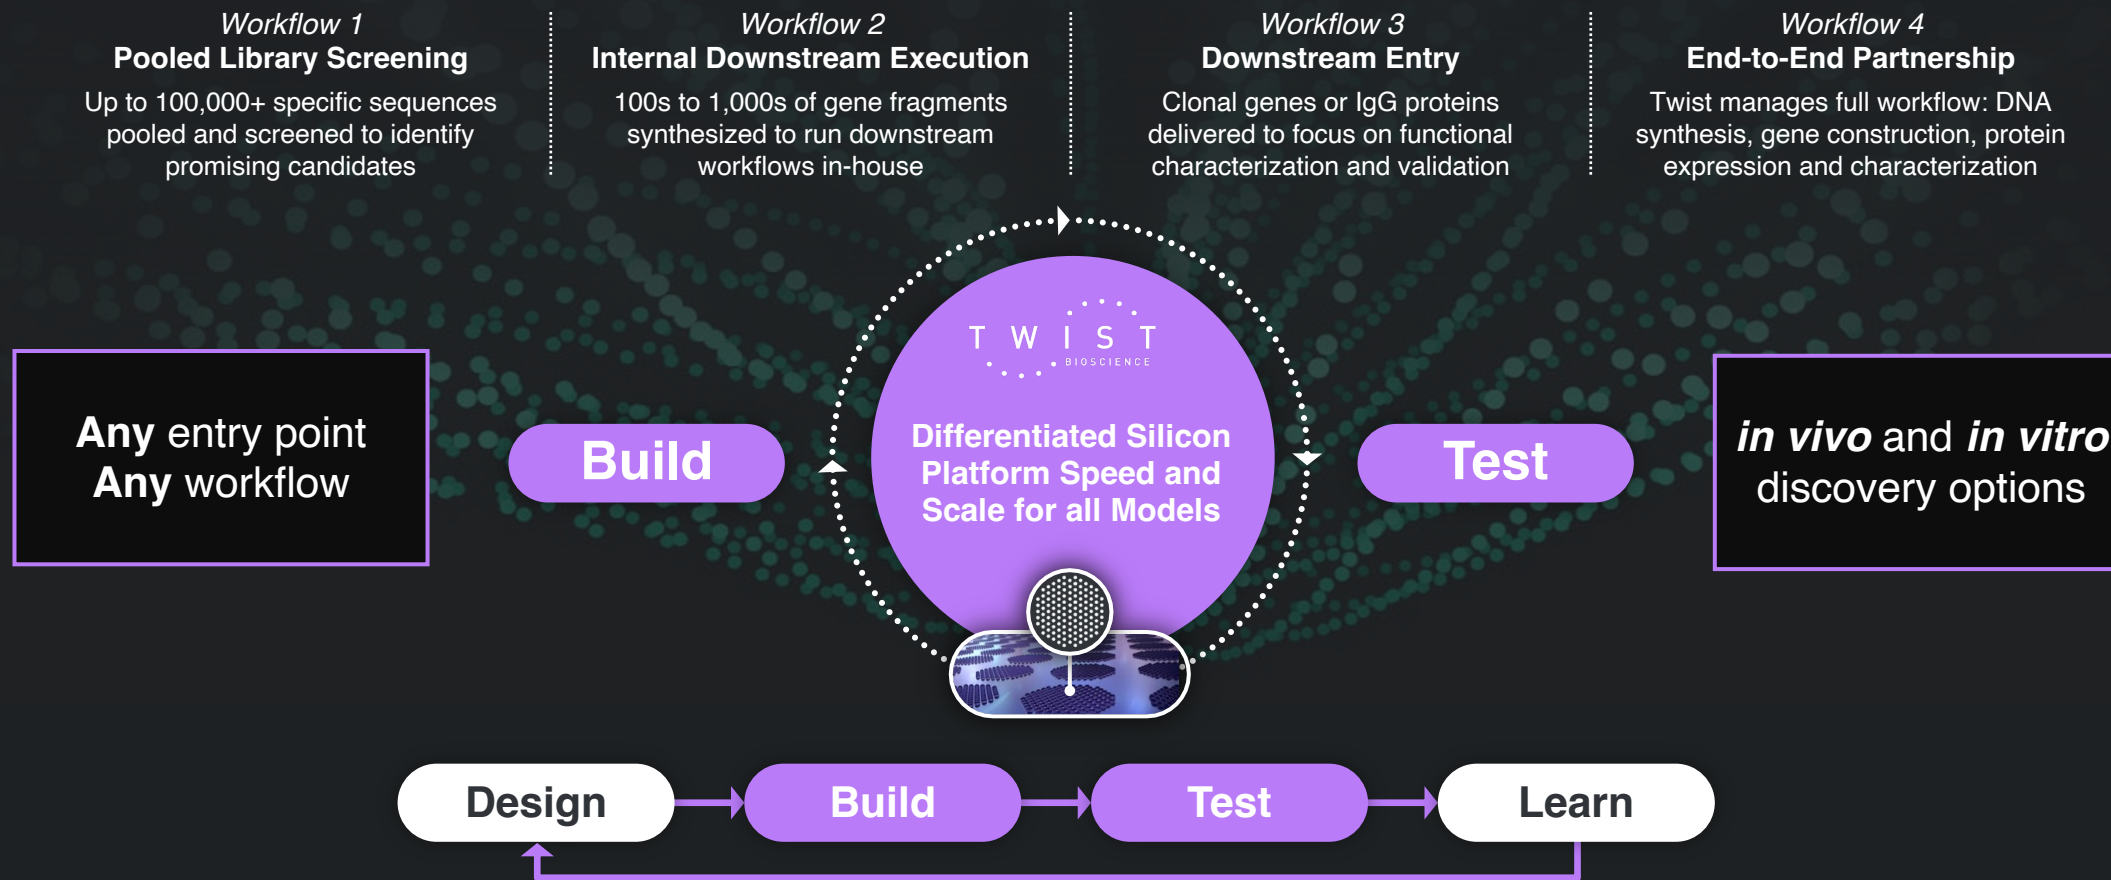 Workflow 1
Pooled Library Screening
Up to 100,000+ specific sequences
pooled and screened to identify
promising candidates
Workflow 2
Internal Downstream Execution
100s to 1,000s of gene fragments
synthesized to run downstream
workflows in-house
Workflow 3
Downstream Entry
Clonal genes or IgG proteins
delivered to focus on functional
characterization and validation
Workflow 4
End-to-End Partnership
Twist manages full workflow: DNA
synthesis, gene construction, protein
expression and characterization
Any entry point
Any workflow
Build
TWIST
BIOSCIENCE
Differentiated Silicon
Platform Speed and
Scale for all Models
Test
in vivo and in vitro
discovery options
Design
Build
Test
Learn